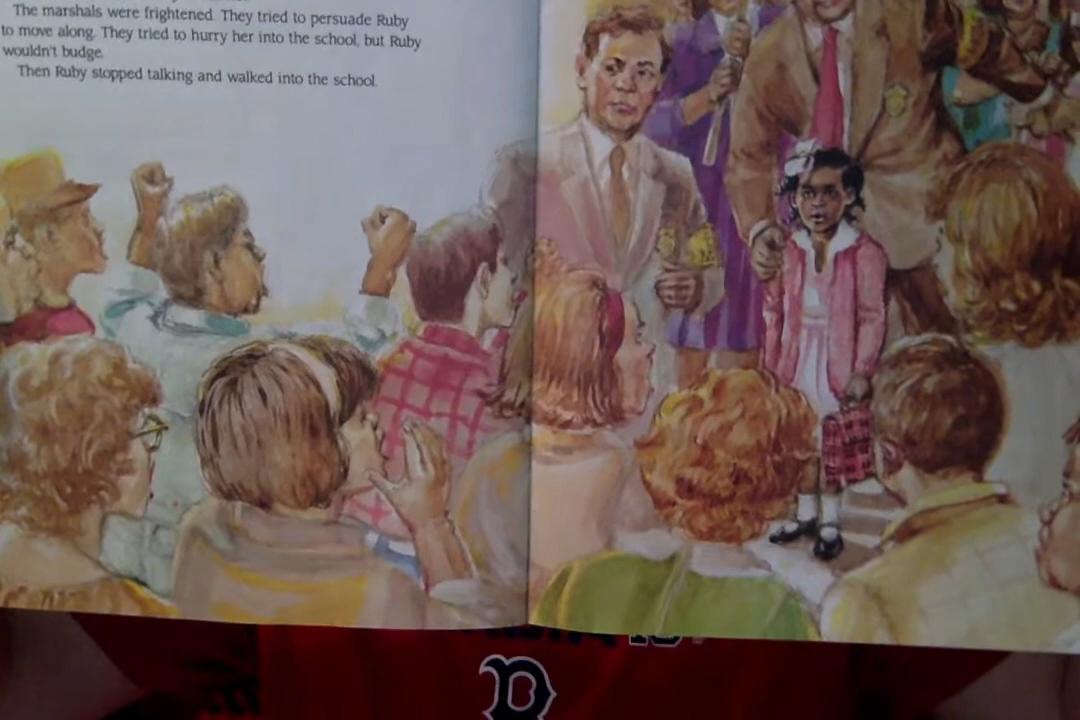 The marshals were frightened. They tried to persuade Ruby
to move along. They tried to hurry her into the school, but Ruby
wouldn't budge.
Then Ruby stopped talking and walked into the school.
B